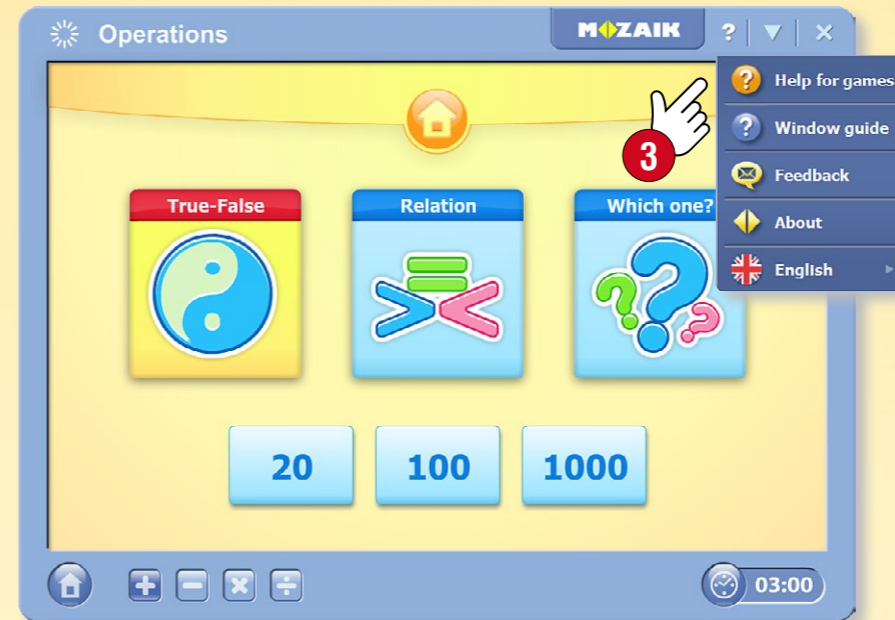 Operations
MOZAIK
?
Help for games
Window guide
Feedback
About
English
3
True-False
Relation
Which one?
20
100
1000
03:00